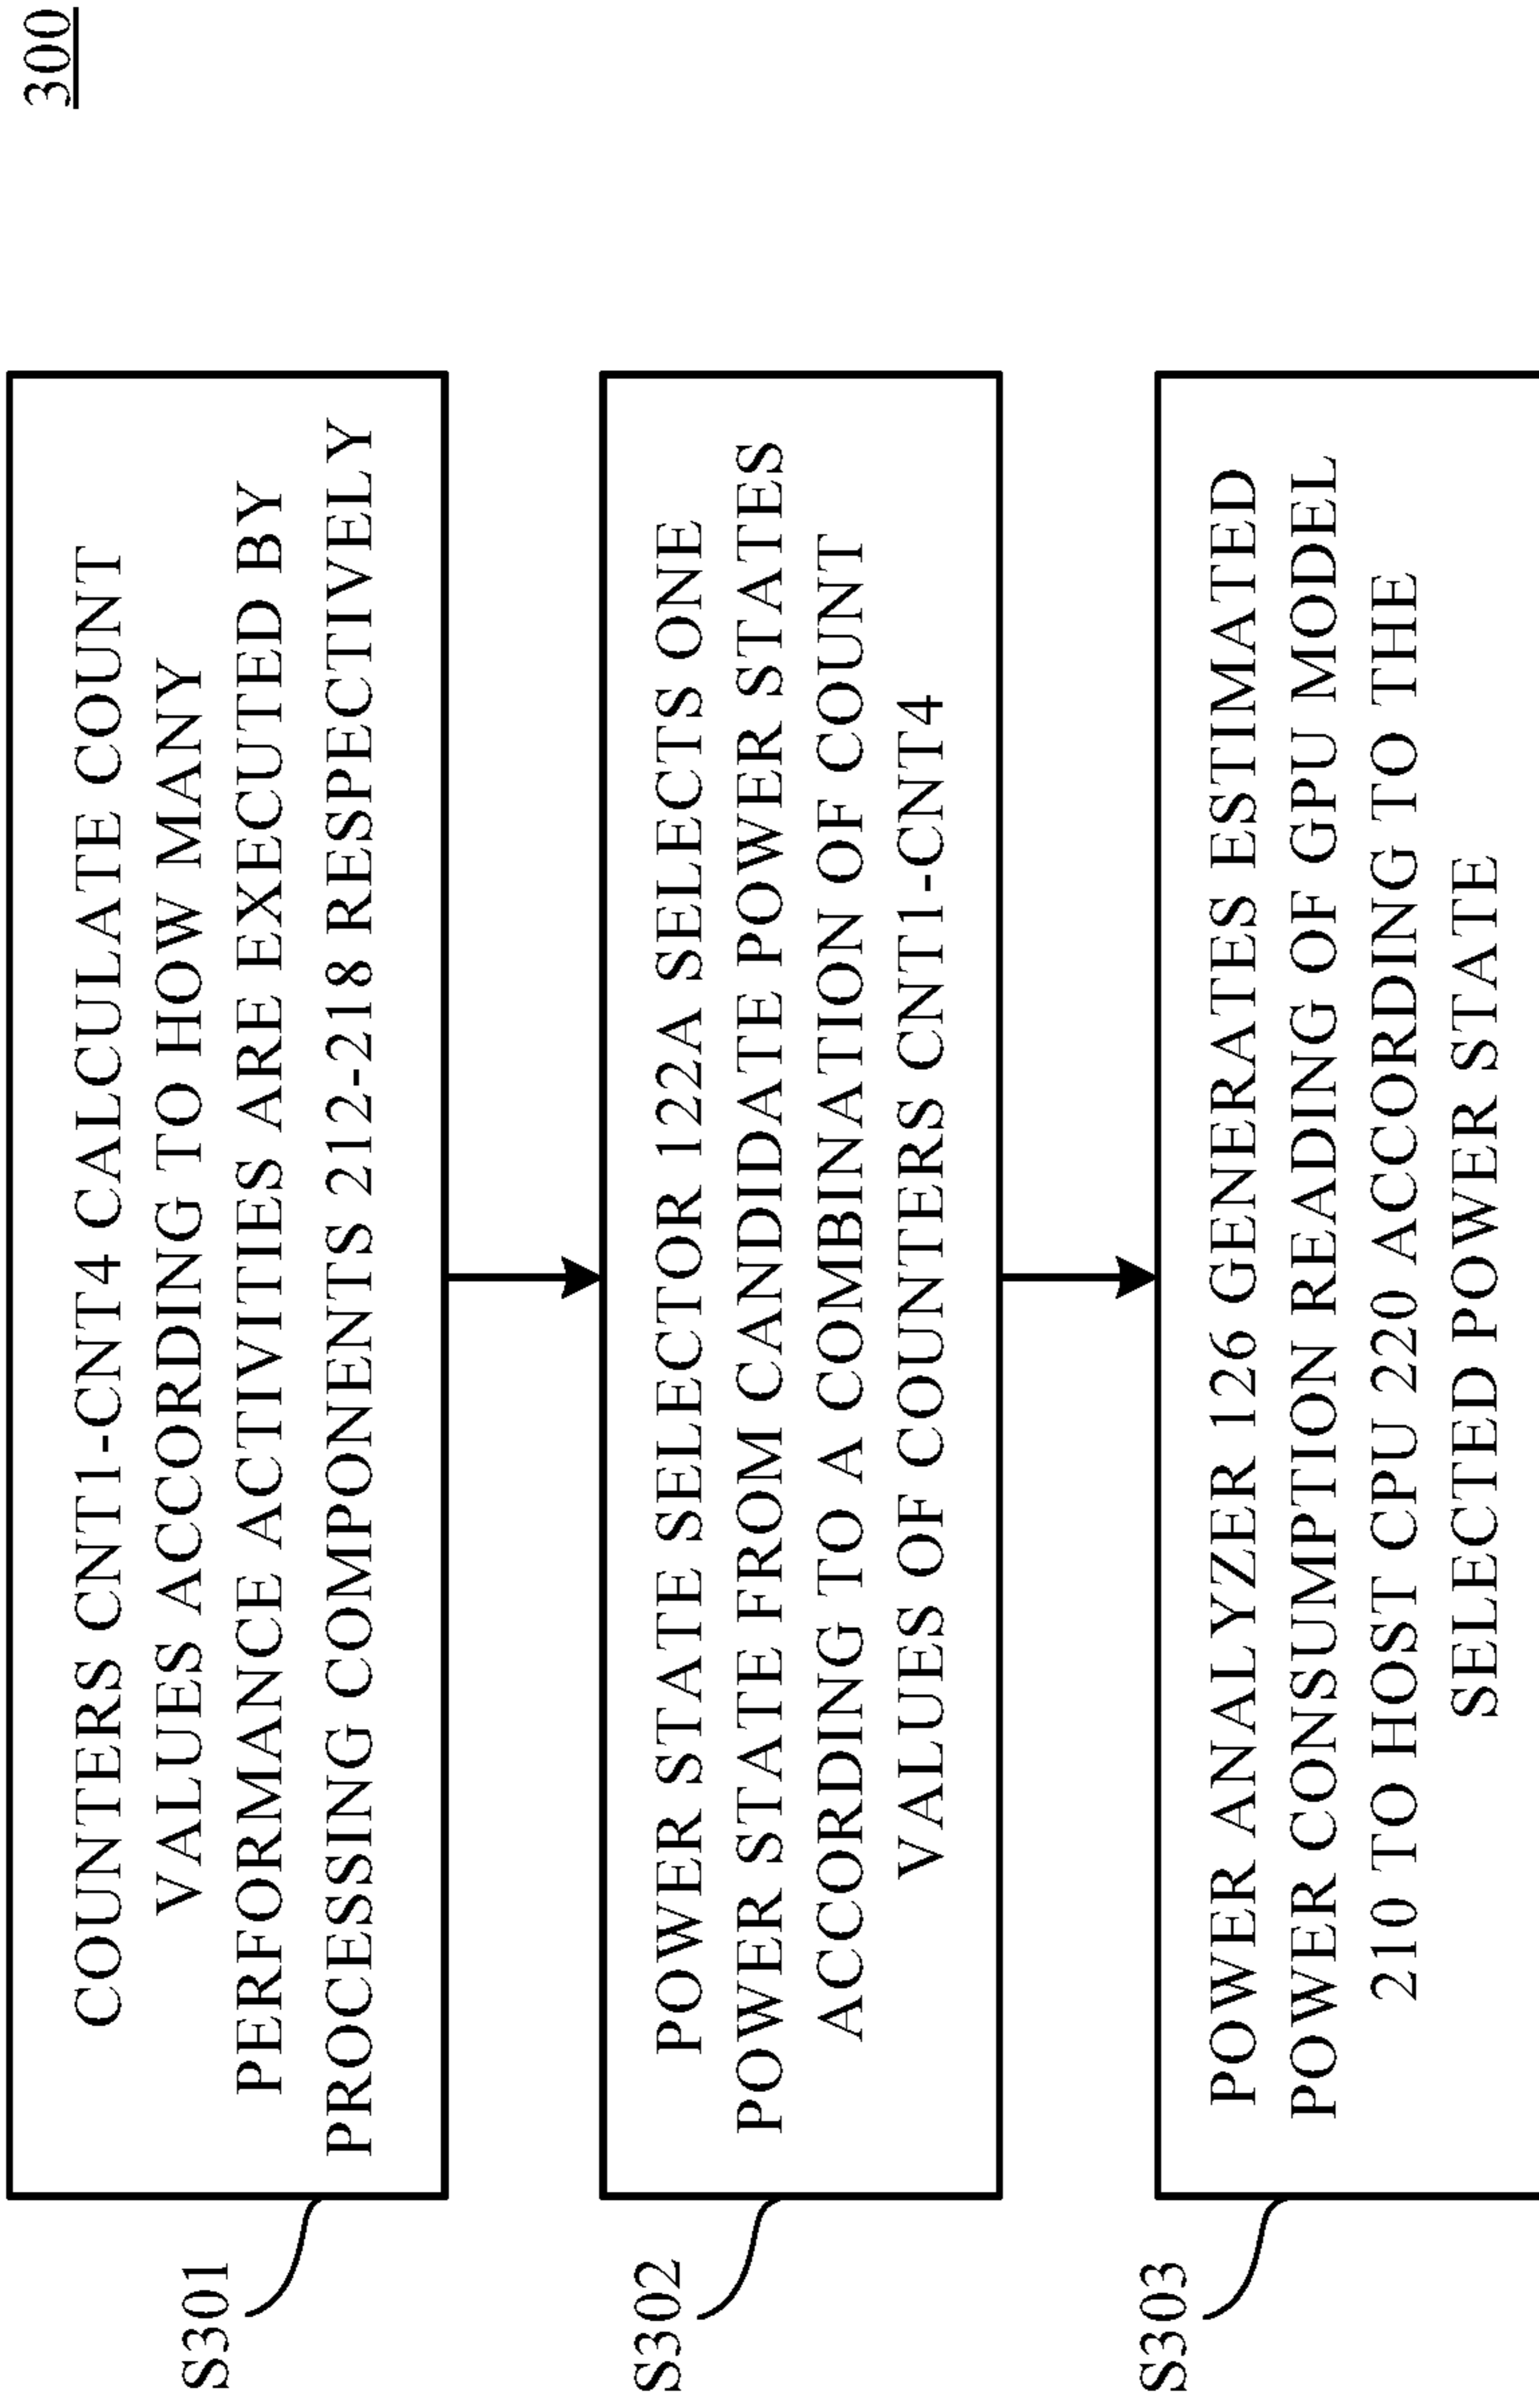 300
S301
COUNTERS CNT1-CNT4 CALCULATE COUNT
VALUES ACCORDING TO HOW MANY
PERFORMANCE ACTIVITIES ARE EXECUTED BY
PROCESSING COMPONENTS 212-218 RESPECTIVELY
S302
POWER STATE SELECTOR 122A SELECTS ONE
POWER STATE FROM CANDIDATE POWER STATES
ACCORDING TO A COMBINATION OF COUNT
VALUES OF COUNTERS CNT1-CNT4
S303
POWER ANALYZER 126 GENERATES ESTIMATED
POWER CONSUMPTION READING OF GPU MODEL
210 TO HOST CPU 220 ACCORDING TO THE
SELECTED POWER STATE